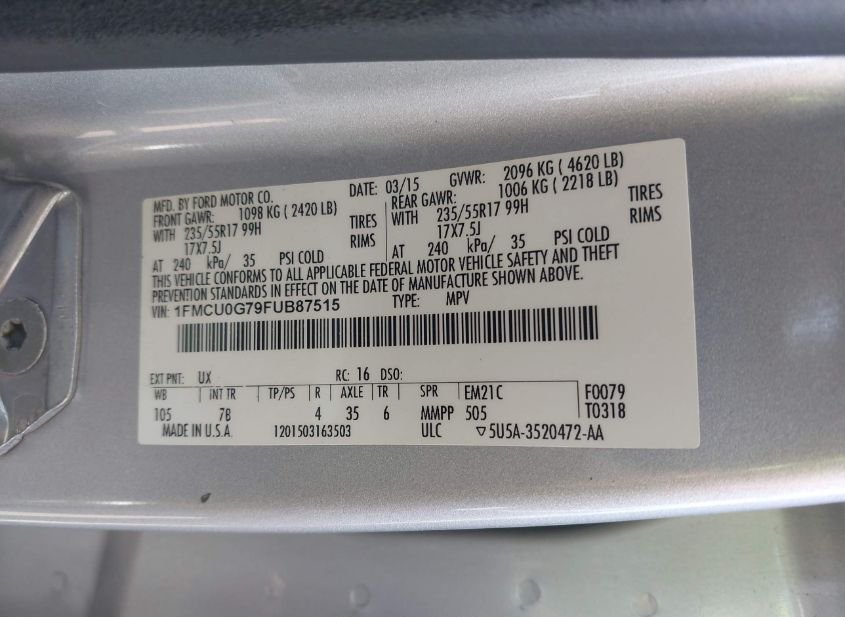 MFD. BY FORD MOTOR CO. DATE: 03/15 GVWR: 2096 KG ( 4620 LB)
FRONT GAWR: 1098 KG ( 2420 LB) REAR GAWR: 1006 KG ( 2218 LB)
WITH 235/55R17 99H TIRES WITH 235/55R17 99H TIRES
17X7.5J RIMS 17X7.5J RIMS
AT 240 kPa/ 35 PSI COLD AT 240 kPa/ 35 PSI COLD
THIS VEHICLE CONFORMS TO ALL APPLICABLE FEDERAL MOTOR VEHICLE SAFETY AND THEFT
PREVENTION STANDARDS IN EFFECT ON THE DATE OF MANUFACTURE SHOWN ABOVE.
VIN: 1FMCU0G79FUB87515 TYPE: MPV
EXT PNT: UX RC: 16 DSO:
WB INT TR TP/PS R AXLE TR SPR EM21C F0079
105 7B 4 35 6 MMPP 505 T0318
MADE IN U.S.A. 1201503163503 ULC ▽5U5A-3520472-AA